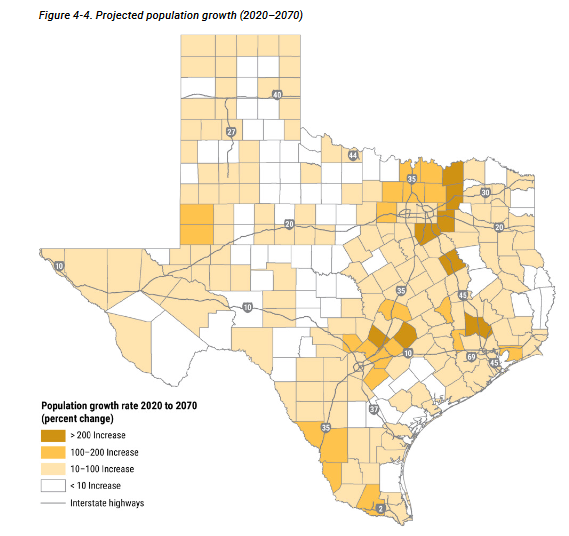 Figure 4-4. Projected population growth (2020–2070)
40
27
44
35
30
20
20
10
35
45
10
10
69
45
37
35
2
Population growth rate 2020 to 2070
(percent change)
> 200 Increase
100–200 Increase
10–100 Increase
< 10 Increase
Interstate highways